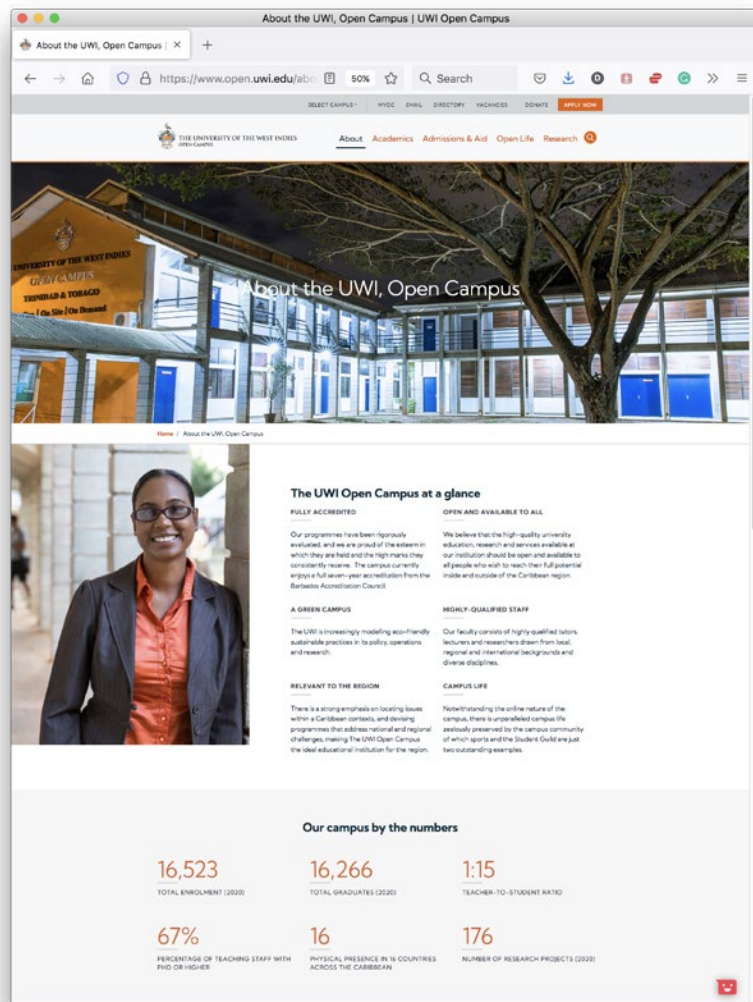 About the UWI, Open Campus | UWI Open Campus
About the UWI, Open Campus |
https://www.open.uwi.edu/abo
50%
Search
SELECT CAMPUS
MYOC
EMAIL
DIRECTORY
VACANCIES
DONATE
APPLY NOW
THE UNIVERSITY OF THE WEST INDIES
OPEN CAMPUS
About
Academics
Admissions & Aid
Open Life
Research
UNIVERSITY OF THE WEST INDIES
OPEN CAMPUS
TRINIDAD & TOBAGO
| On Site | On Demand
About the UWI, Open Campus
Home / About the UWI, Open Campus
The UWI Open Campus at a glance
FULLY ACCREDITED
Our programmes have been rigorously
evaluated, and we are proud of the esteem in
which they are held and the high marks they
consistently receive. The campus currently
enjoys a full seven-year accreditation from the
Barbados Accreditation Council.
OPEN AND AVAILABLE TO ALL
We believe that the high-quality university
education, research and services available at
our institution should be open and available to
all people who wish to reach their full potential
inside and outside of the Caribbean region.
A GREEN CAMPUS
The UWI is increasingly modelling eco-friendly
sustainable practices in its policy, operations
and research.
HIGHLY-QUALIFIED STAFF
Our faculty consists of highly qualified tutors,
lecturers and researchers drawn from local,
regional and international backgrounds and
diverse disciplines.
RELEVANT TO THE REGION
There is a strong emphasis on locating issues
within a Caribbean contexts, and devising
programmes that address national and regional
challenges, making The UWI Open Campus
the ideal educational institution for the region.
CAMPUS LIFE
Notwithstanding the online nature of the
campus, there is unparalleled campus life
zealously preserved by the campus community
of which sports and the Student Guild are just
two outstanding examples.
Our campus by the numbers
16,523
TOTAL ENROLMENT (2020)
16,266
TOTAL GRADUATES (2020)
1:15
TEACHER-TO-STUDENT RATIO
67%
PERCENTAGE OF TEACHING STAFF WITH
PHD OR HIGHER
16
PHYSICAL PRESENCE IN 16 COUNTRIES
ACROSS THE CARIBBEAN
176
NUMBER OF RESEARCH PROJECTS (2020)